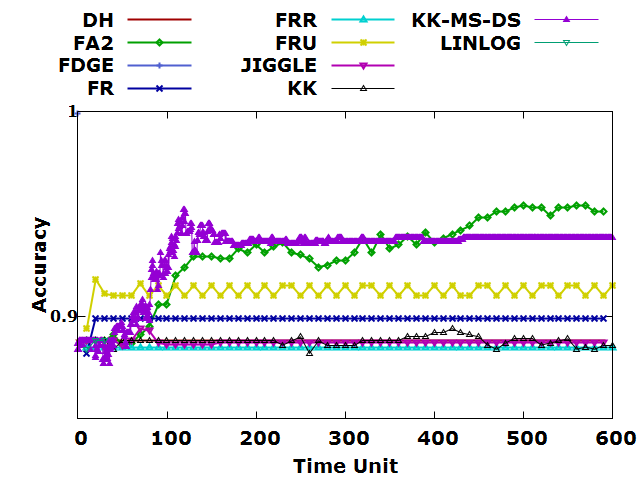 DH FRR KK-MS-DS
FA2 FRU LINLOG
FDGE JIGGLE
FR KK
1
0.9
Accuracy
0 100 200 300 400 500 600
Time Unit